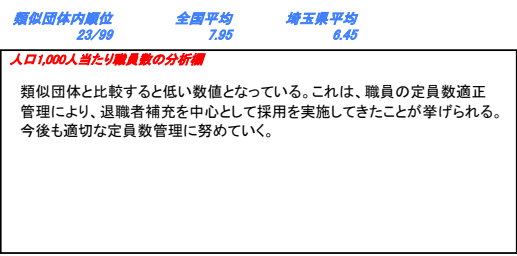 類似団体内順位 全国平均 埼玉県平均
23/99 7.95 6.45
人口1,000人当たり職員数の分析欄
類似団体と比較すると低い数値となっている。これは、職員の定員数適正
管理により、退職者補充を中心として採用を実施してきたことが挙げられる。
今後も適切な定員数管理に努めていく。